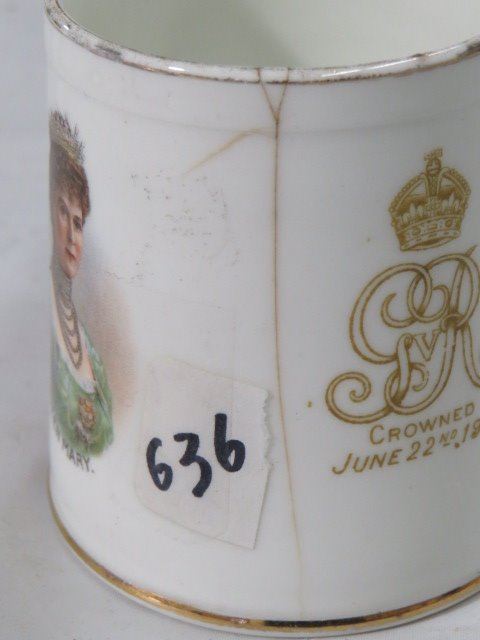 MARY.
636
GVR
CROWNED
JUNE 22ND, 19